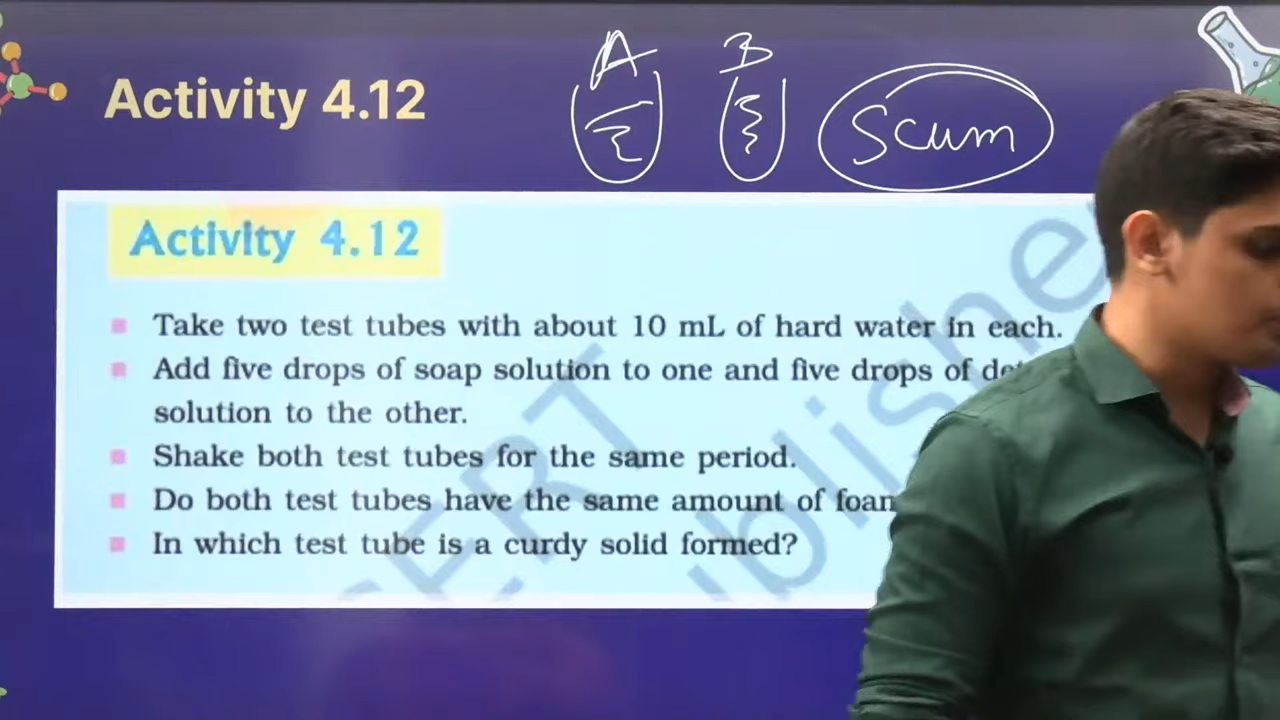 A B
Scum
Activity 4.12
Activity 4.12
Take two test tubes with about 10 mL of hard water in each.
Add five drops of soap solution to one and five drops of
solution to the other.
Shake both test tubes for the same period.
Do both test tubes have the same amount of
In which test tube is a curdy solid formed?